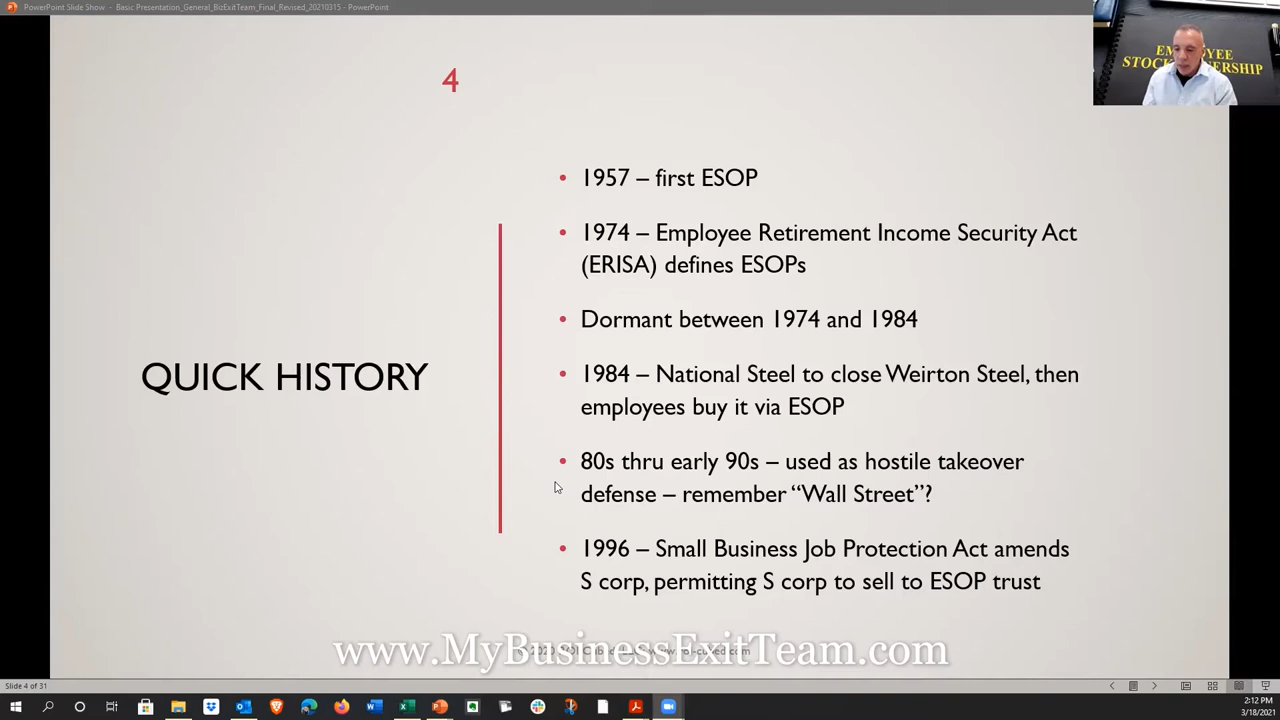 PowerPoint Slide Show - Basic Presentation_General_BizExitTeam_Final_Revised_20210315 - PowerPoint
EMPLOYEE
STOCK OWNERSHIP
4
QUICK HISTORY
• 1957 – first ESOP
• 1974 – Employee Retirement Income Security Act
(ERISA) defines ESOPs
• Dormant between 1974 and 1984
• 1984 – National Steel to close Weirton Steel, then
employees buy it via ESOP
• 80s thru early 90s – used as hostile takeover
defense – remember “Wall Street”?
• 1996 – Small Business Job Protection Act amends
S corp, permitting S corp to sell to ESOP trust
www.MyBusinessExitTeam.com
Slide 4 of 31
2:12 PM
3/18/2021